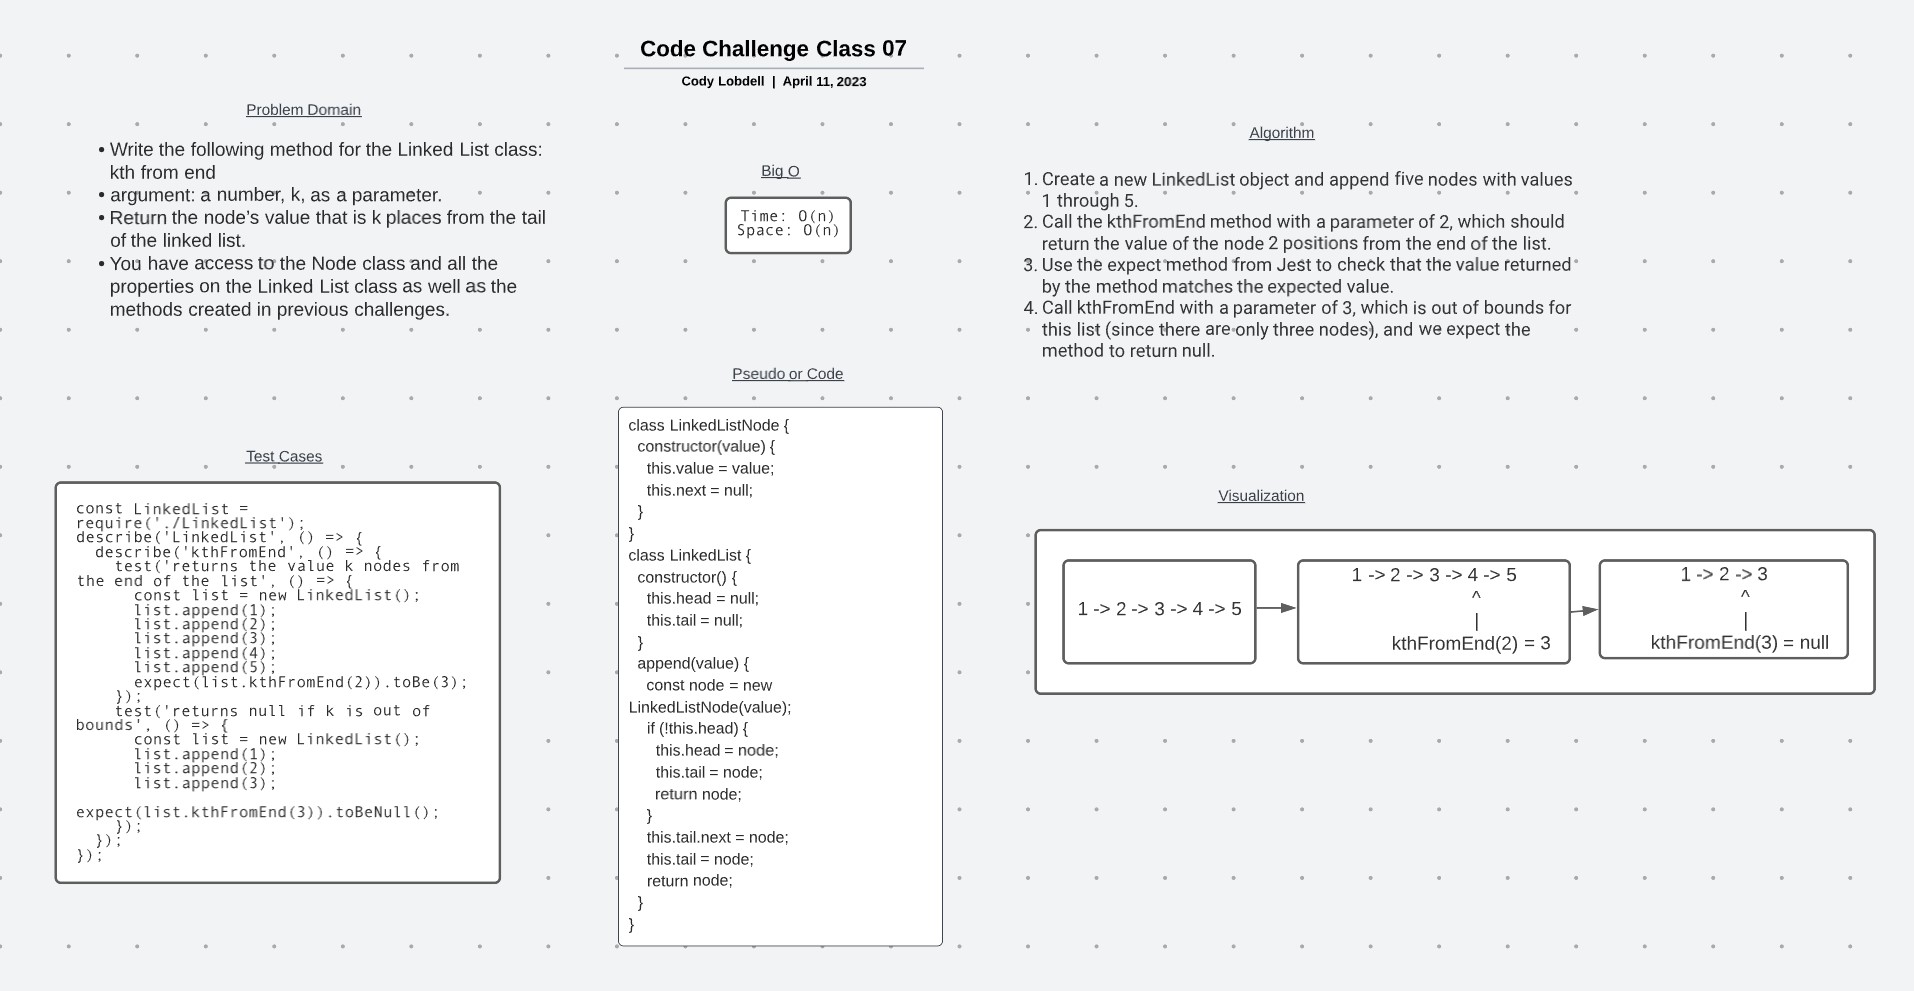 Code Challenge Class 07
Cody Lobdell | April 11, 2023
Problem Domain
• Write the following method for the Linked List class:
kth from end
• argument: a number, k, as a parameter.
• Return the node's value that is k places from the tail
of the linked list.
• You have access to the Node class and all the
properties on the Linked List class as well as the
methods created in previous challenges.
Big O
Time: O(n)
Space: O(n)
Algorithm
1. Create a new LinkedList object and append five nodes with values
1 through 5.
2. Call the kthFromEnd method with a parameter of 2, which should
return the value of the node 2 positions from the end of the list.
3. Use the expect method from Jest to check that the value returned
by the method matches the expected value.
4. Call kthFromEnd with a parameter of 3, which is out of bounds for
this list (since there are only three nodes), and we expect the
method to return null.
Test Cases
const LinkedList =
require('./LinkedList');
describe('LinkedList', () => {
  describe('kthFromEnd', () => {
    test('returns the value k nodes from
the end of the list', () => {
      const list = new LinkedList();
      list.append(1);
      list.append(2);
      list.append(3);
      list.append(4);
      list.append(5);
      expect(list.kthFromEnd(2)).toBe(3);
    });
    test('returns null if k is out of
bounds', () => {
      const list = new LinkedList();
      list.append(1);
      list.append(2);
      list.append(3);
expect(list.kthFromEnd(3)).toBeNull();
    });
  });
});
Pseudo or Code
class LinkedListNode {
  constructor(value) {
    this.value = value;
    this.next = null;
  }
}
class LinkedList {
  constructor() {
    this.head = null;
    this.tail = null;
  }
  append(value) {
    const node = new
LinkedListNode(value);
    if (!this.head) {
      this.head = node;
      this.tail = node;
      return node;
    }
    this.tail.next = node;
    this.tail = node;
    return node;
  }
}
Visualization
1 -> 2 -> 3 -> 4 -> 5
1 -> 2 -> 3 -> 4 -> 5
^
|
kthFromEnd(2) = 3
1 -> 2 -> 3
^
|
kthFromEnd(3) = null